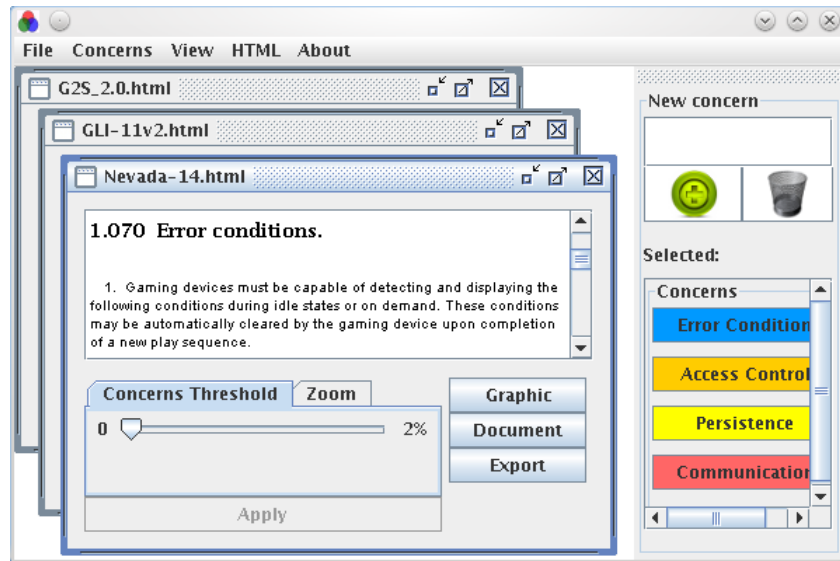 File Concerns View HTML About
G2S_2.0.html
GLI-11v2.html
Nevada-14.html
1.070 Error conditions.
1. Gaming devices must be capable of detecting and displaying the
following conditions during idle states or on demand. These conditions
may be automatically cleared by the gaming device upon completion
of a new play sequence.
Concerns Threshold Zoom
0 2%
Apply
Graphic
Document
Export
New concern
Selected:
Concerns
Error Condition
Access Control
Persistence
Communication